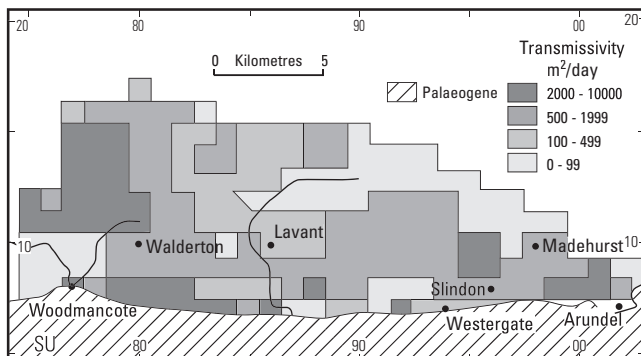 20 80 90 00 20
0 Kilometres 5
Transmissivity
m²/day
Palaeogene
2000 - 10000
500 - 1999
100 - 499
0 - 99
10 Walderton Lavant Madehurst 10
Slindon
Woodmancote Westergate Arundel
SU 80 90 00